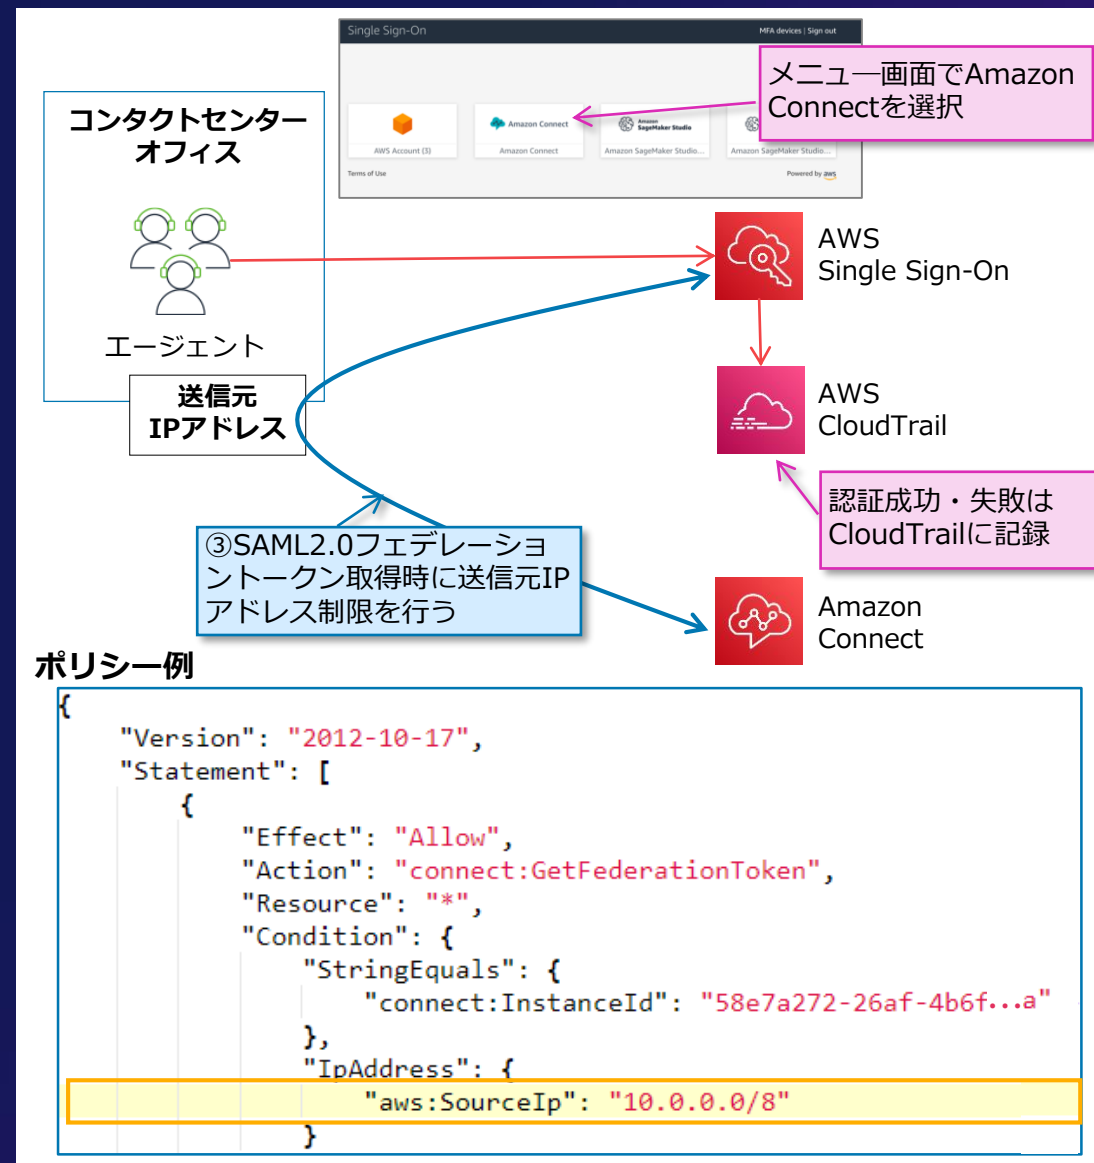 Single Sign-On
MFA devices | Sign out
メニュー画面でAmazon
Connectを選択
Amazon Connect
Amazon
SageMaker Studio
AWS Account (3)
Amazon Connect
Amazon SageMaker Studio...
Amazon SageMaker Studio...
Terms of Use
Powered by aws
コンタクトセンター
オフィス
エージェント
送信元
IPアドレス
AWS
Single Sign-On
AWS
CloudTrail
認証成功・失敗は
CloudTrailに記録
③SAML2.0フェデレーショ
ントークン取得時に送信元IP
アドレス制限を行う
Amazon
Connect
ポリシー例
{
"Version": "2012-10-17",
"Statement": [
{
"Effect": "Allow",
"Action": "connect:GetFederationToken",
"Resource": "*",
"Condition": {
"StringEquals": {
"connect:InstanceId": "58e7a272-26af-4b6f...a"
},
"IpAddress": {
"aws:SourceIp": "10.0.0.0/8"
}